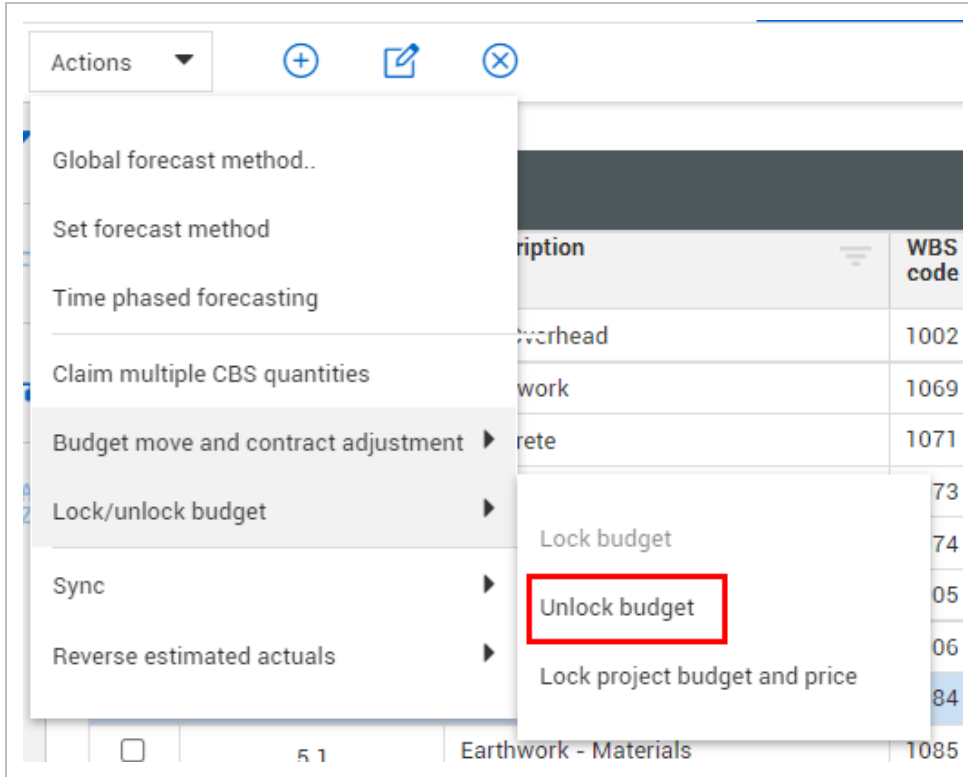 Actions
Global forecast method..
Set forecast method
Time phased forecasting
Claim multiple CBS quantities
Budget move and contract adjustment
Lock/unlock budget
Sync
Reverse estimated actuals
Lock budget
Unlock budget
Lock project budget and price
ription
WBS
code
verhead
1002
work
1069
rete
1071
73
74
05
06
84
5.1
Earthwork - Materials
1085